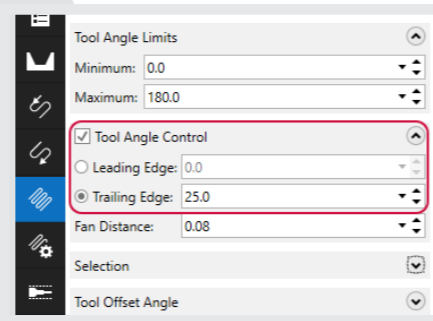 Tool Angle Limits
Minimum: 0.0
Maximum: 180.0
Tool Angle Control
Leading Edge: 0.0
Trailing Edge: 25.0
Fan Distance: 0.08
Selection
Tool Offset Angle